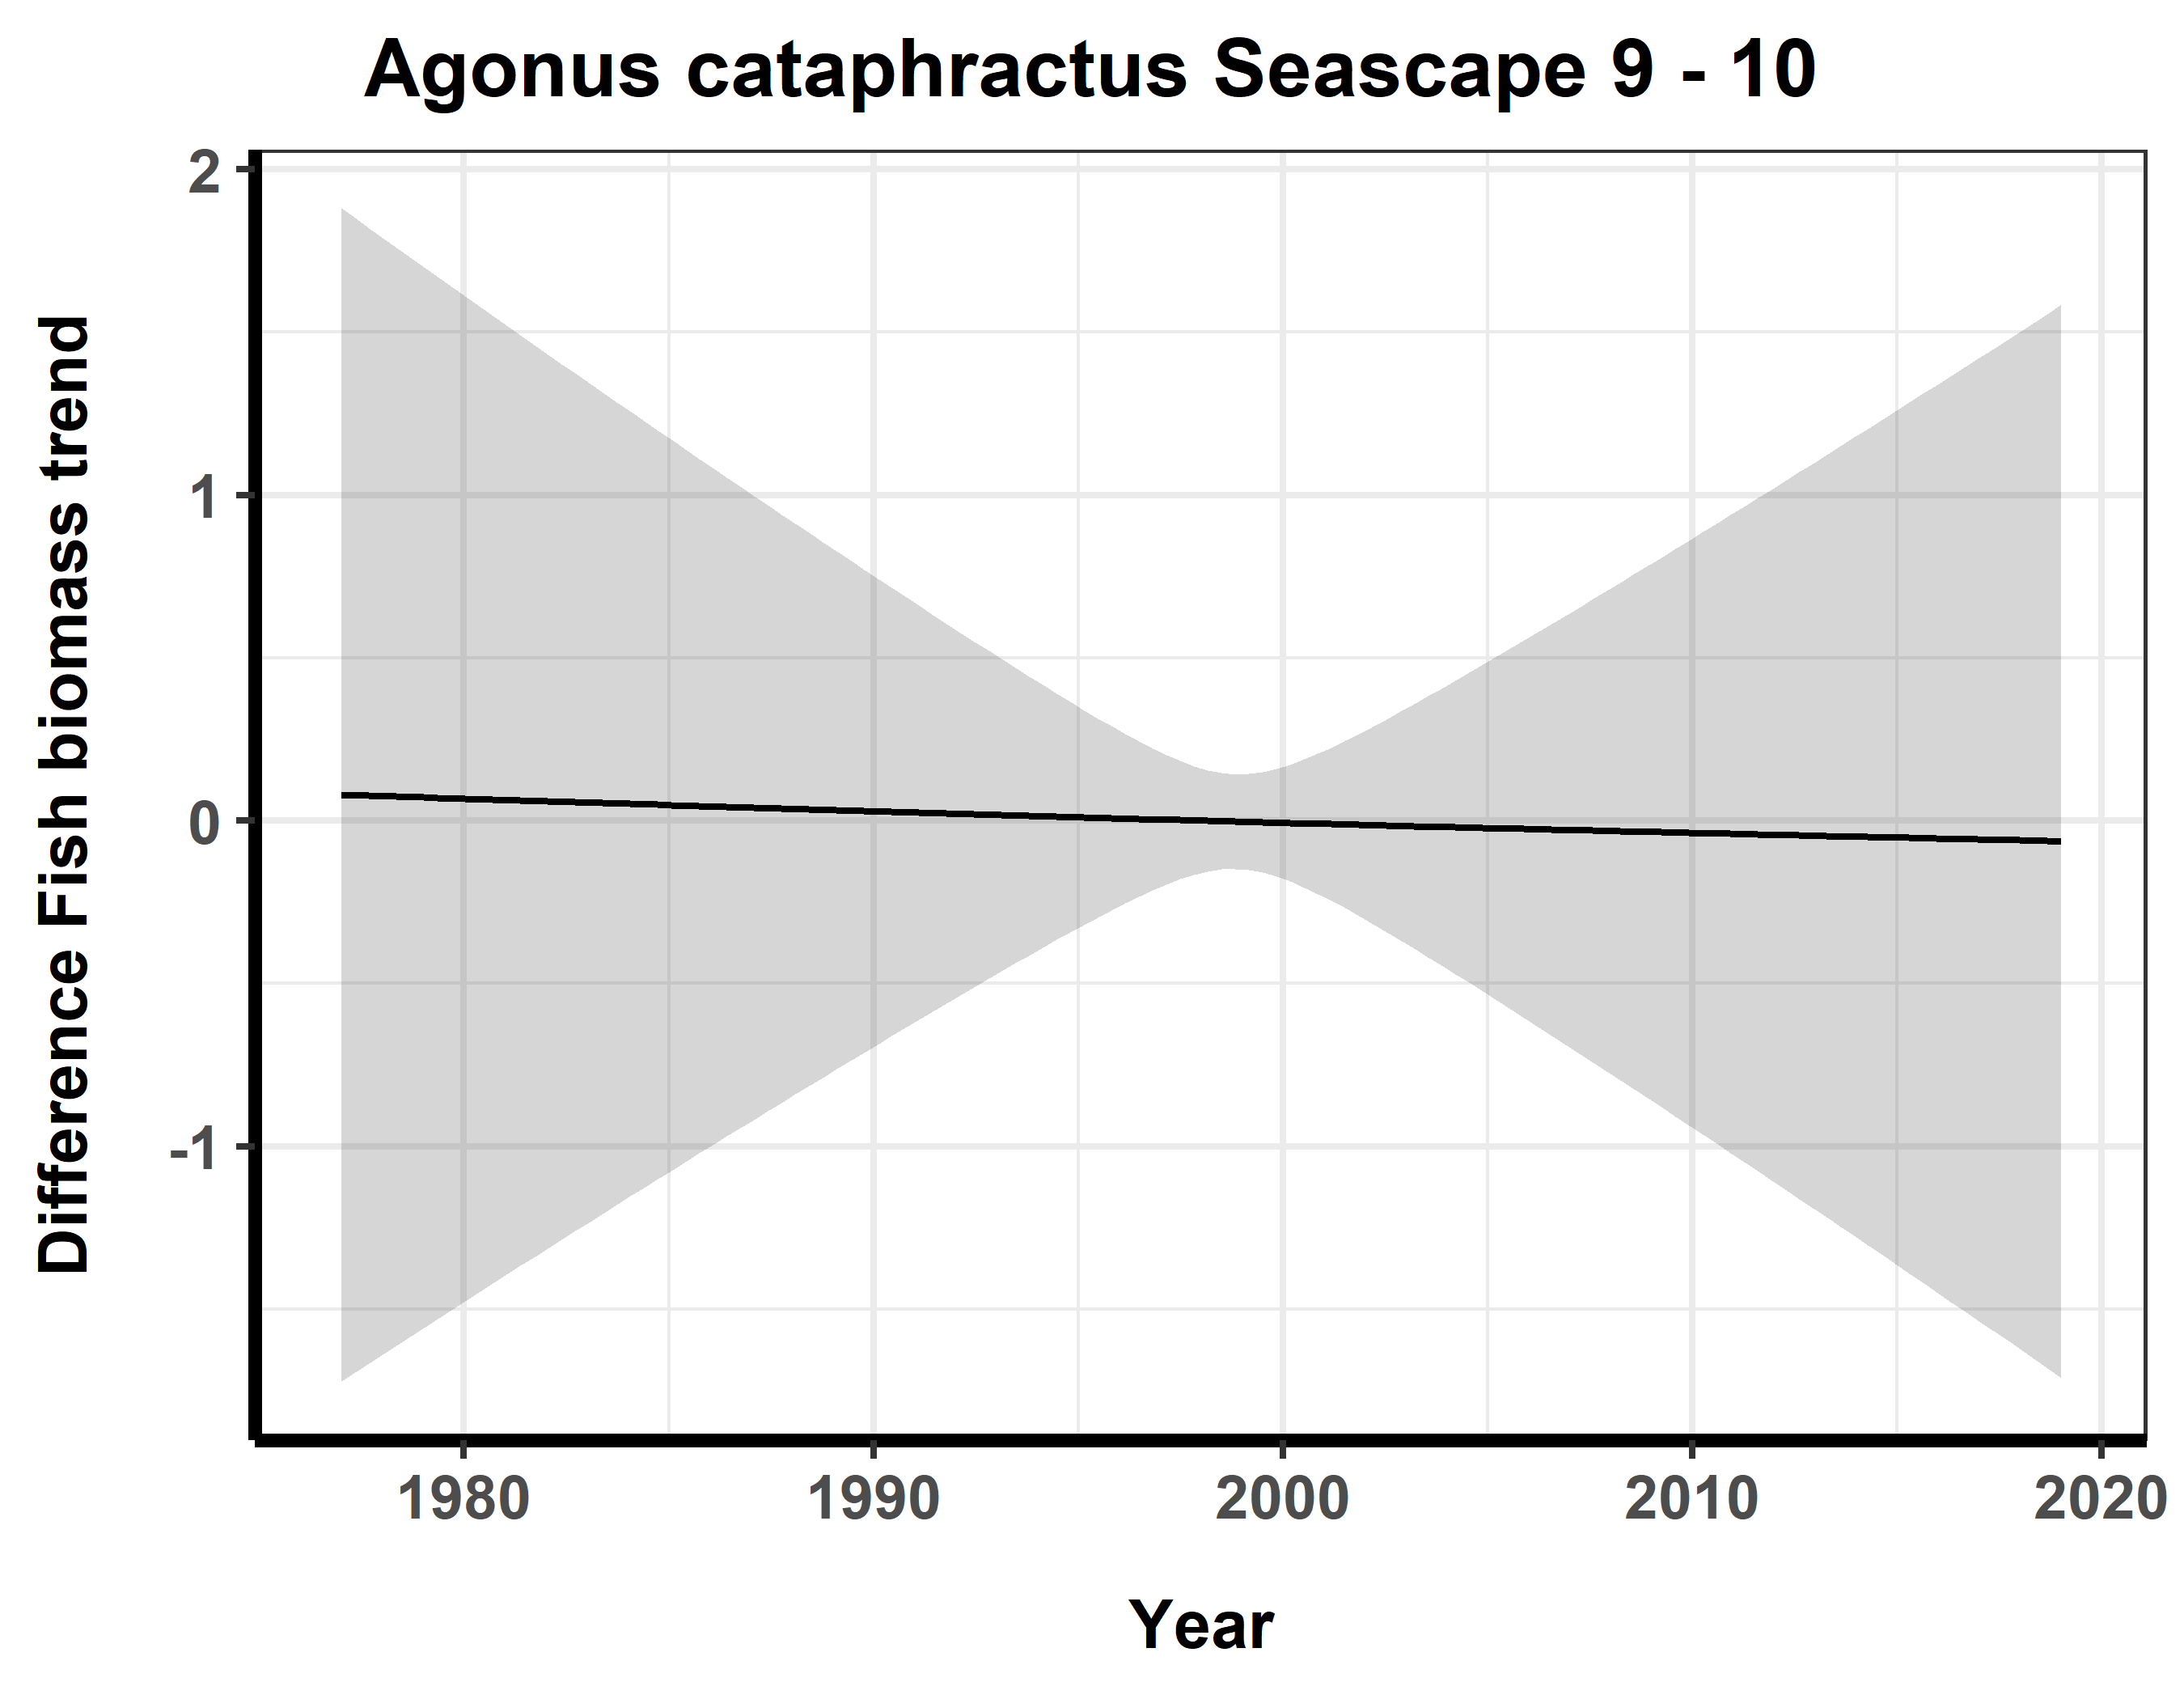 Agonus cataphractus Seascape 9 - 10
Difference Fish biomass trend
2
1
0
-1
1980 1990 2000 2010 2020
Year